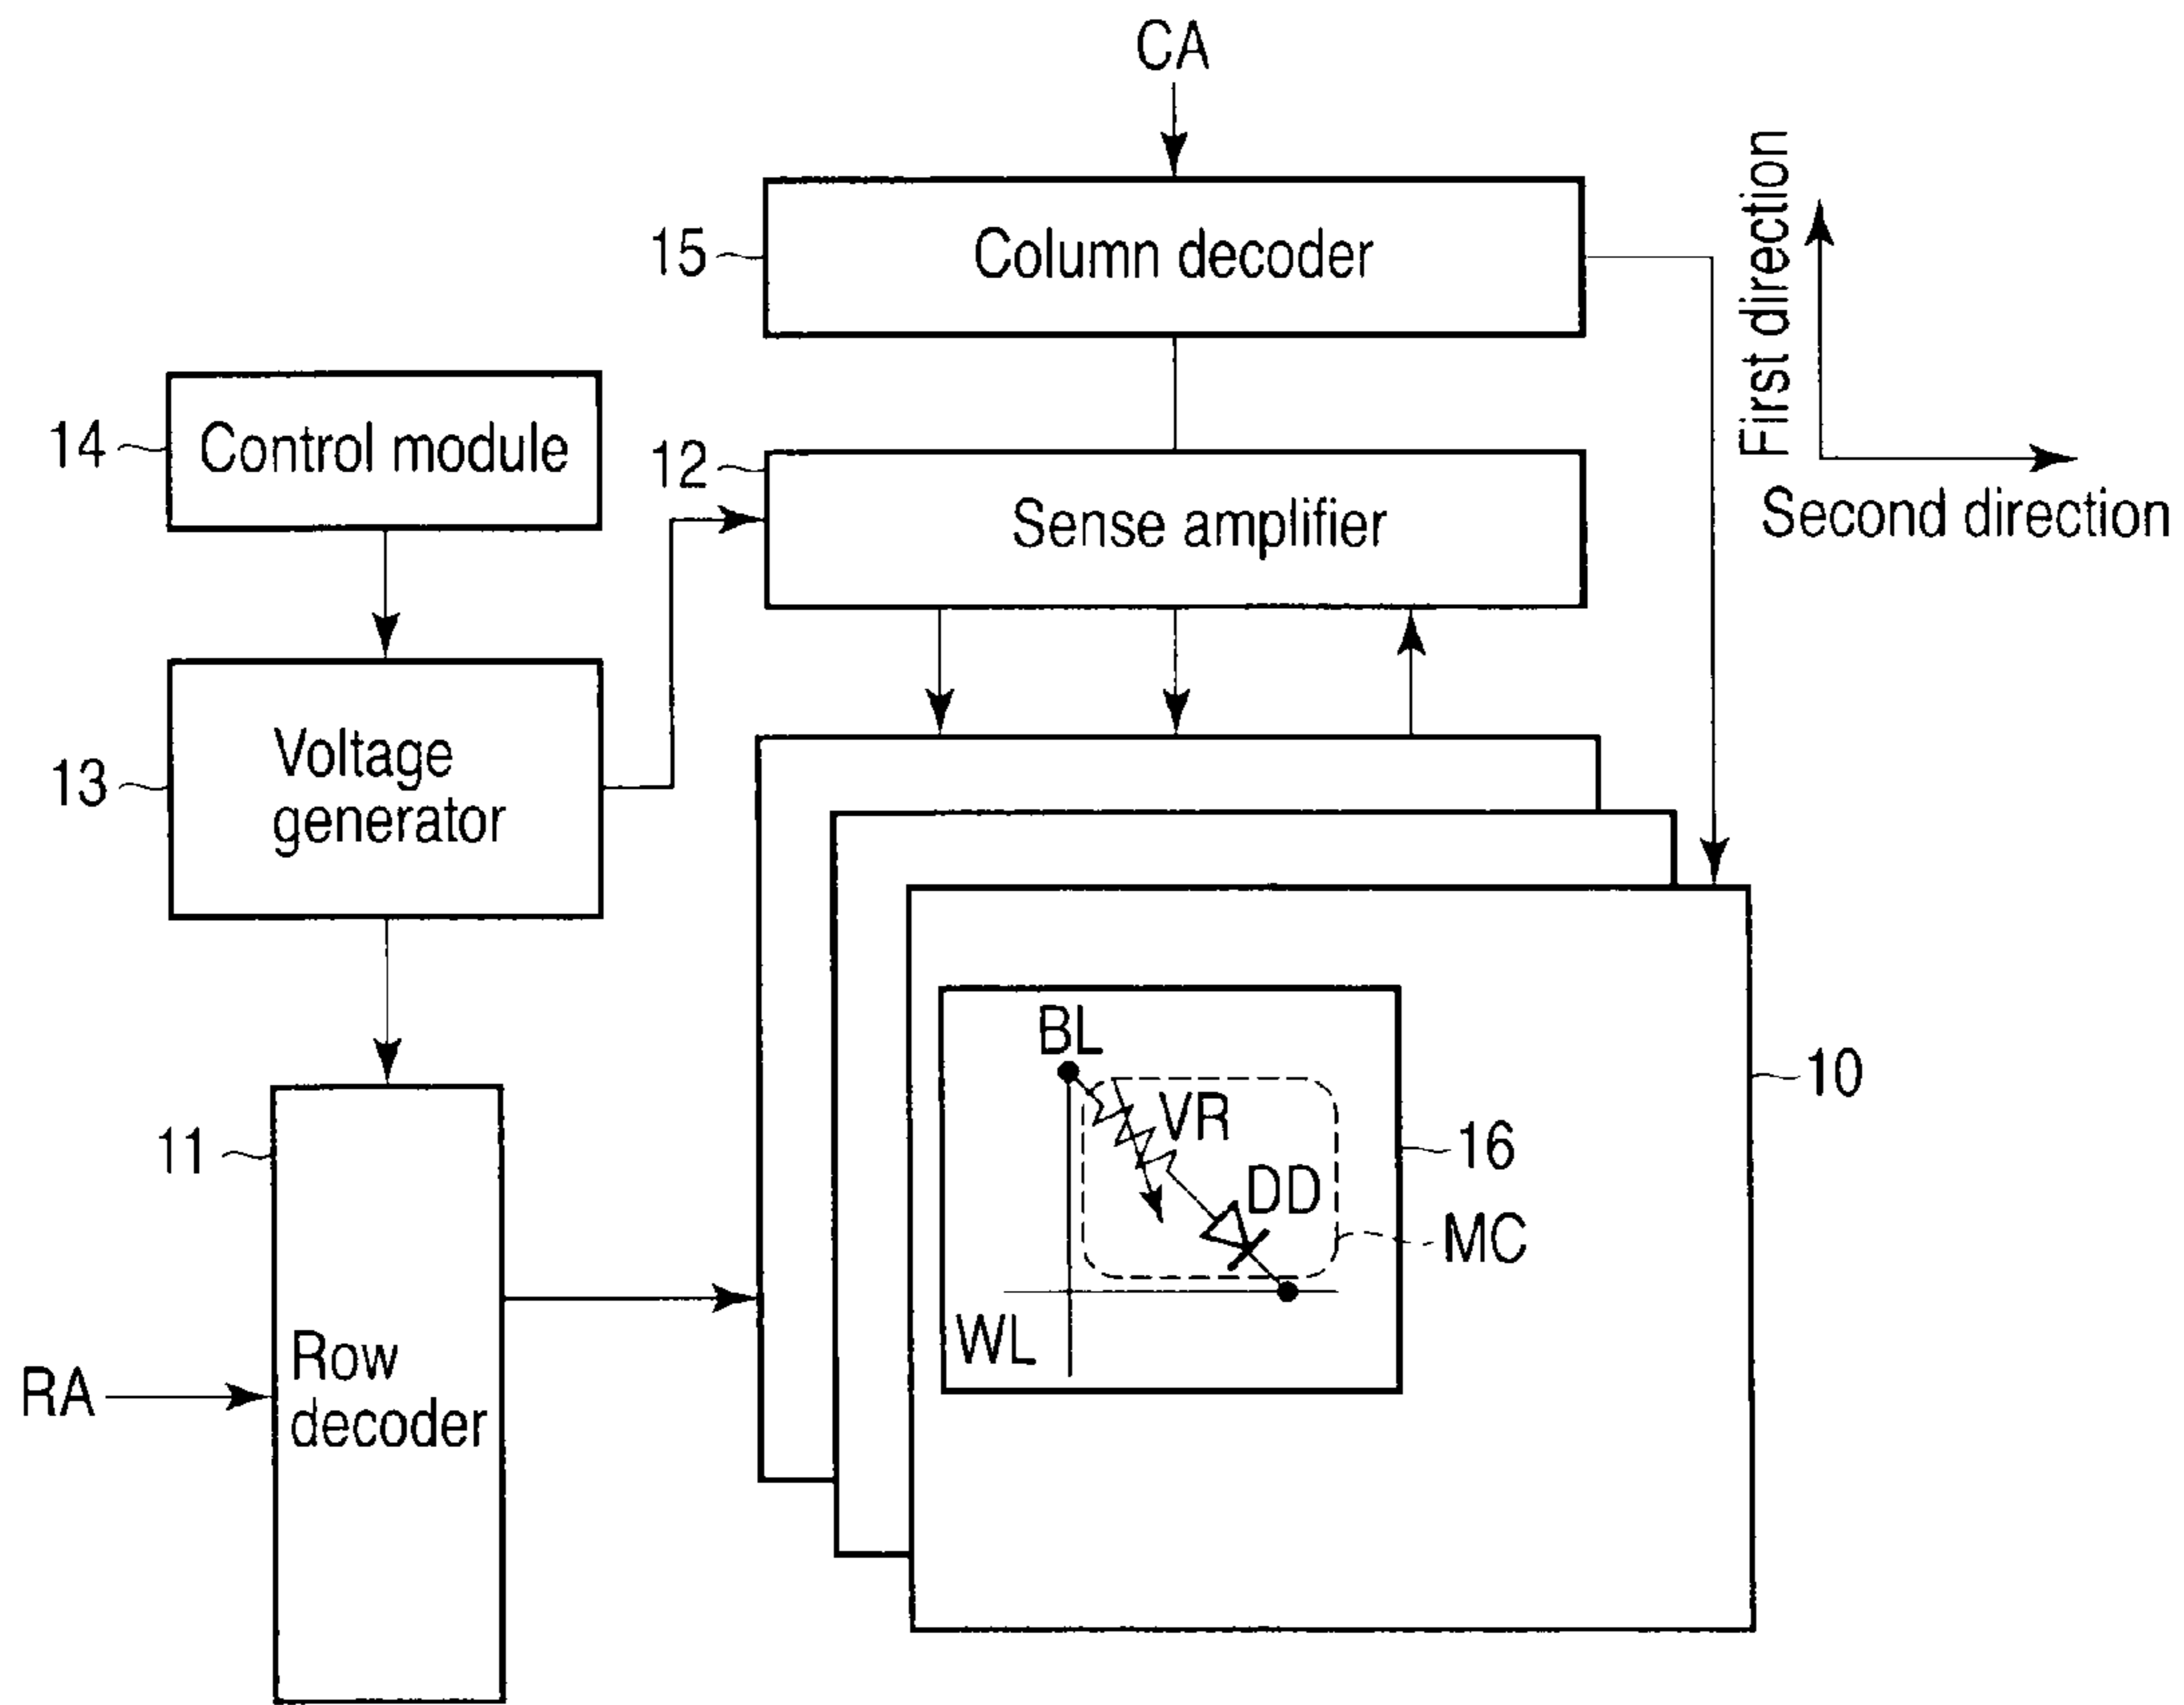 CA
15
Column decoder
First direction
Second direction
14
Control module
12
Sense amplifier
13
Voltage
generator
BL
VR
DD
WL
10
16
MC
11
Row
decoder
RA